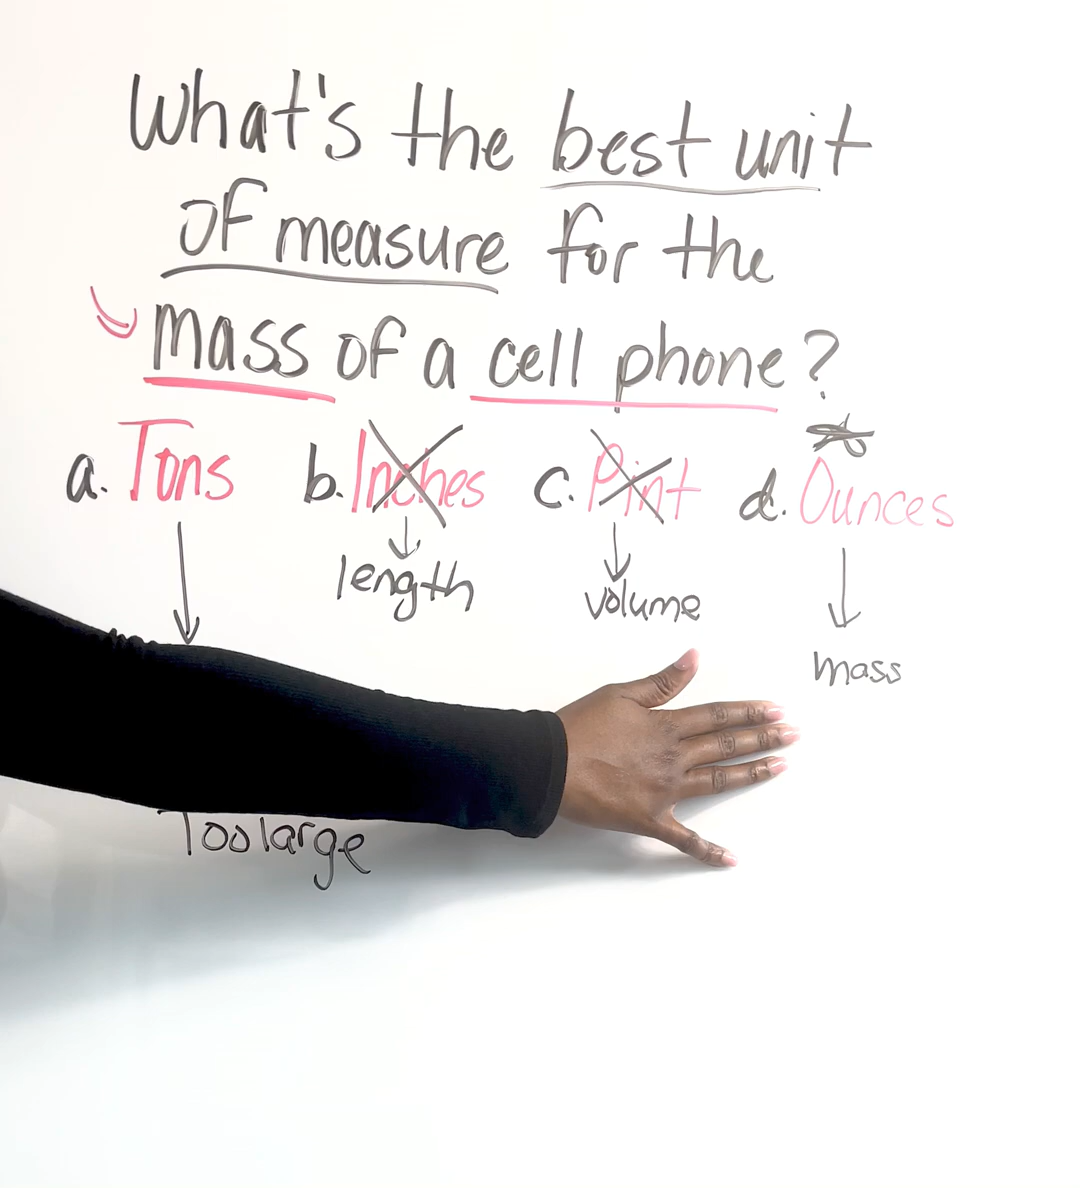 What's the best unit
of measure for the
mass of a cell phone?
a. Tons b. Inches c. Pint d. Ounces
length volume
mass
Too large